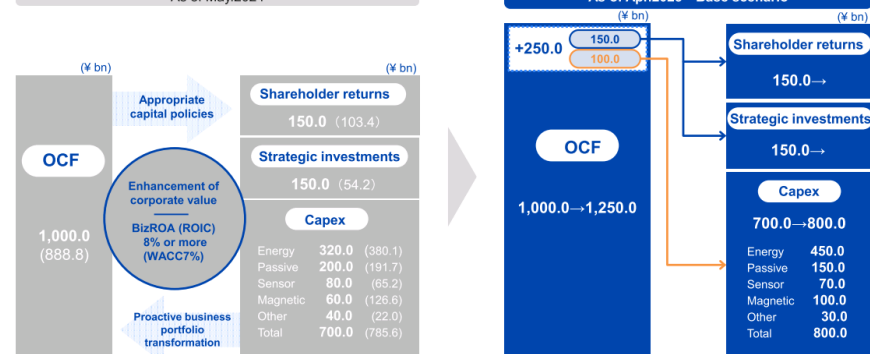 As of May.2024
(¥ bn)
OCF
1,000.0
(888.8)
Appropriate
capital policies
Enhancement of
corporate value
BizROA (ROIC)
8% or more
(WACC7%)
Proactive business
portfolio
transformation
(¥ bn)
Shareholder returns
150.0 (103.4)
Strategic investments
150.0 (54.2)
Capex
Energy 320.0 (380.1)
Passive 200.0 (191.7)
Sensor 80.0 (65.2)
Magnetic 60.0 (126.6)
Other 40.0 (22.0)
Total 700.0 (785.6)
(¥ bn)
+250.0
150.0
100.0
OCF
1,000.0→1,250.0
(¥ bn)
Shareholder returns
150.0→
Strategic investments
150.0→
Capex
700.0→800.0
Energy 450.0
Passive 150.0
Sensor 70.0
Magnetic 100.0
Other 30.0
Total 800.0